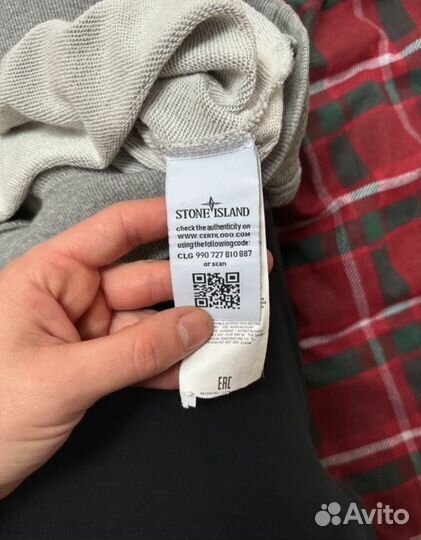 STONE ISLAND
check the authenticity on
WWW.CERTILOGO.COM
using the following code:
CLG 990 727 810 887
or scan
EAC
Avito